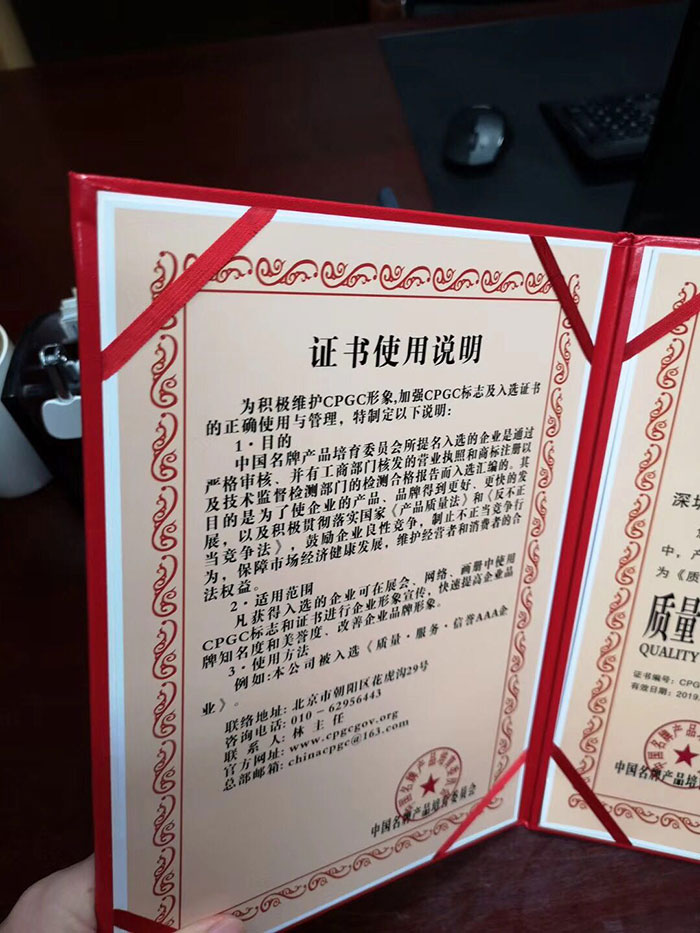 证书使用说明
为积极维护CPGC形象,加强CPGC标志及入选证书
的正确使用与管理，特制定以下说明：
1·目的
中国名牌产品培育委员会所提名入选的企业是通过
严格审核、并有工商部门核发的营业执照和商标注册以
及技术监督检测部门的检测合格报告而入选汇编的。其
目的是为了使企业的产品、品牌得到更好、更快的发
展，以及积极贯彻落实国家《产品质量法》和《反不正
当竞争法》，鼓励企业良性竞争，制止不正当竞争行
为，保障市场经济健康发展，维护经营者和消费者的合
法权益。
2·适用范围
凡获得入选的企业可在展会、网络、画册中使用
CPGC标志和证书进行企业形象宣传，快速提高企业品
牌知名度和美誉度、改善企业品牌形象。
3·使用方法
例如:本公司被入选《质量·服务·信誉AAA企
业》。
联络地址: 北京市朝阳区花虎沟29号
咨询电话: 010－62956443
联 系 人: 林 主 任
官方网址: www.cpgcgov.org
总部邮箱: chinacpgc@163.com
中国名牌产品培育委员会
深圳
中，产
为《质
质量
QUALITY
证书编号：CPG
有效日期：2019
中国名牌产品培